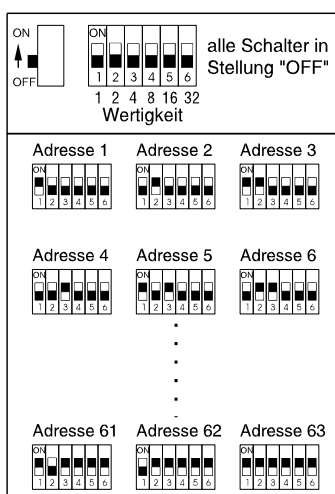 ON
OFF
ON
1 2 3 4 5 6
1 2 4 8 16 32
Wertigkeit
alle Schalter in
Stellung "OFF"
Adresse 1 Adresse 2 Adresse 3
ON ON ON
1 2 3 4 5 6 1 2 3 4 5 6 1 2 3 4 5 6
Adresse 4 Adresse 5 Adresse 6
ON ON ON
1 2 3 4 5 6 1 2 3 4 5 6 1 2 3 4 5 6
Adresse 61 Adresse 62 Adresse 63
ON ON ON
1 2 3 4 5 6 1 2 3 4 5 6 1 2 3 4 5 6